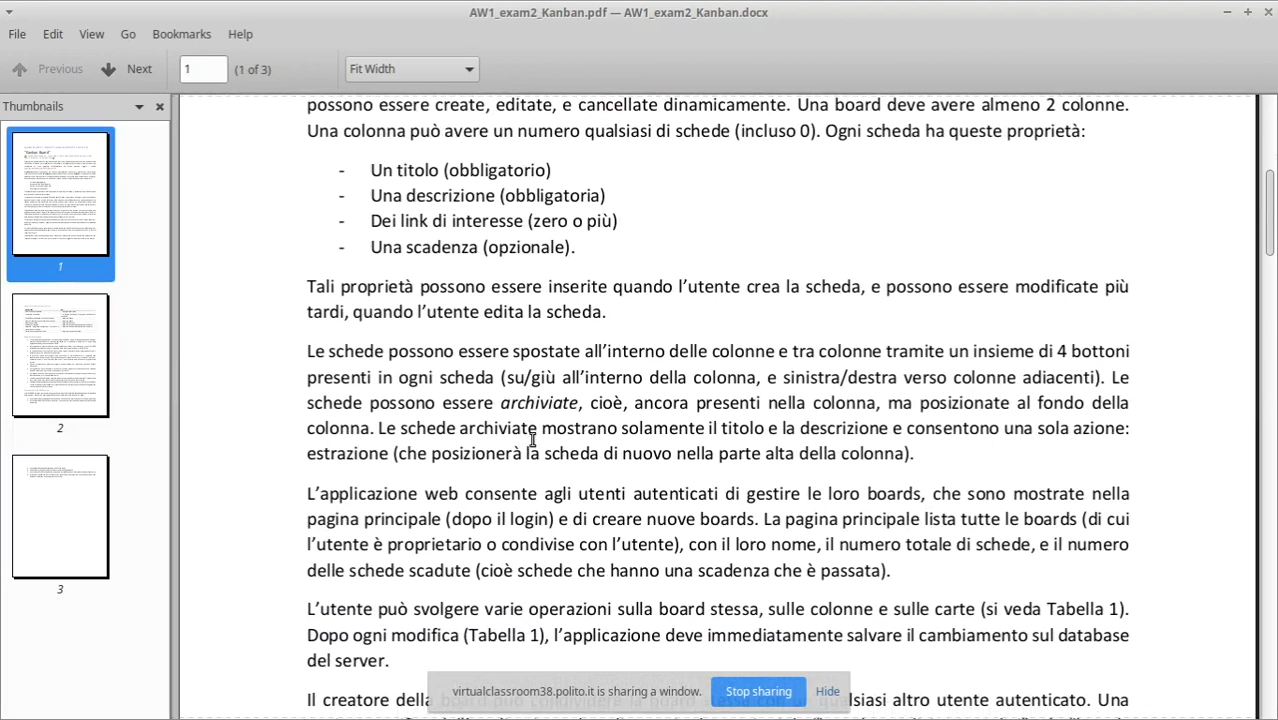 AW1_exam2_Kanban.pdf — AW1_exam2_Kanban.docx
File Edit View Go Bookmarks Help
Previous Next 1 (1 of 3) Fit Width
Thumbnails
1
2
3
possono essere create, editate, e cancellate dinamicamente. Una board deve avere almeno 2 colonne.
Una colonna può avere un numero qualsiasi di schede (incluso 0). Ogni scheda ha queste proprietà:
- Un titolo (obbligatorio)
- Una descrizione (obbligatoria)
- Dei link di interesse (zero o più)
- Una scadenza (opzionale).
Tali proprietà possono essere inserite quando l’utente crea la scheda, e possono essere modificate più
tardi, quando l’utente edita la scheda.
Le schede possono essere spostate all’interno delle colonne e tra colonne tramite un insieme di 4 bottoni
presenti in ogni scheda (su/giù all’interno della colonna, e sinistra/destra verso colonne adiacenti). Le
schede possono essere archiviate, cioè, ancora presenti nella colonna, ma posizionate al fondo della
colonna. Le schede archiviate mostrano solamente il titolo e la descrizione e consentono una sola azione:
estrazione (che posizionerà la scheda di nuovo nella parte alta della colonna).
L’applicazione web consente agli utenti autenticati di gestire le loro boards, che sono mostrate nella
pagina principale (dopo il login) e di creare nuove boards. La pagina principale lista tutte le boards (di cui
l’utente è proprietario o condivise con l’utente), con il loro nome, il numero totale di schede, e il numero
delle schede scadute (cioè schede che hanno una scadenza che è passata).
L’utente può svolgere varie operazioni sulla board stessa, sulle colonne e sulle carte (si veda Tabella 1).
Dopo ogni modifica (Tabella 1), l’applicazione deve immediatamente salvare il cambiamento sul database
del server.
Il creatore della qualsiasi altro utente autenticato. Una
virtualclassroom38.polito.it is sharing a window. Stop sharing Hide